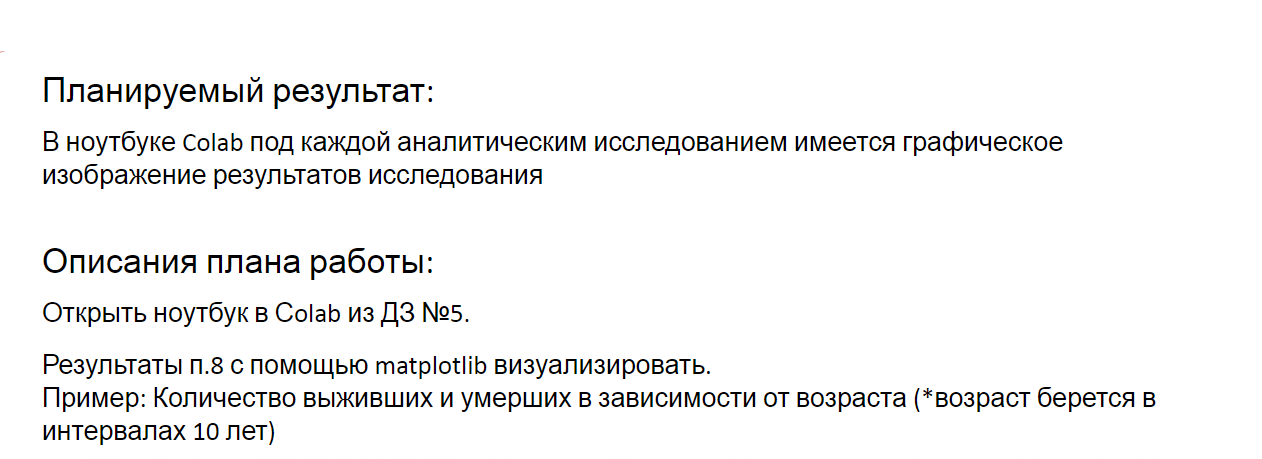 Планируемый результат:
В ноутбуке Colab под каждой аналитическим исследованием имеется графическое
изображение результатов исследования
Описания плана работы:
Открыть ноутбук в Colab из ДЗ №5.
Результаты п.8 с помощью matplotlib визуализировать.
Пример: Количество выживших и умерших в зависимости от возраста (*возраст берется в
интервалах 10 лет)